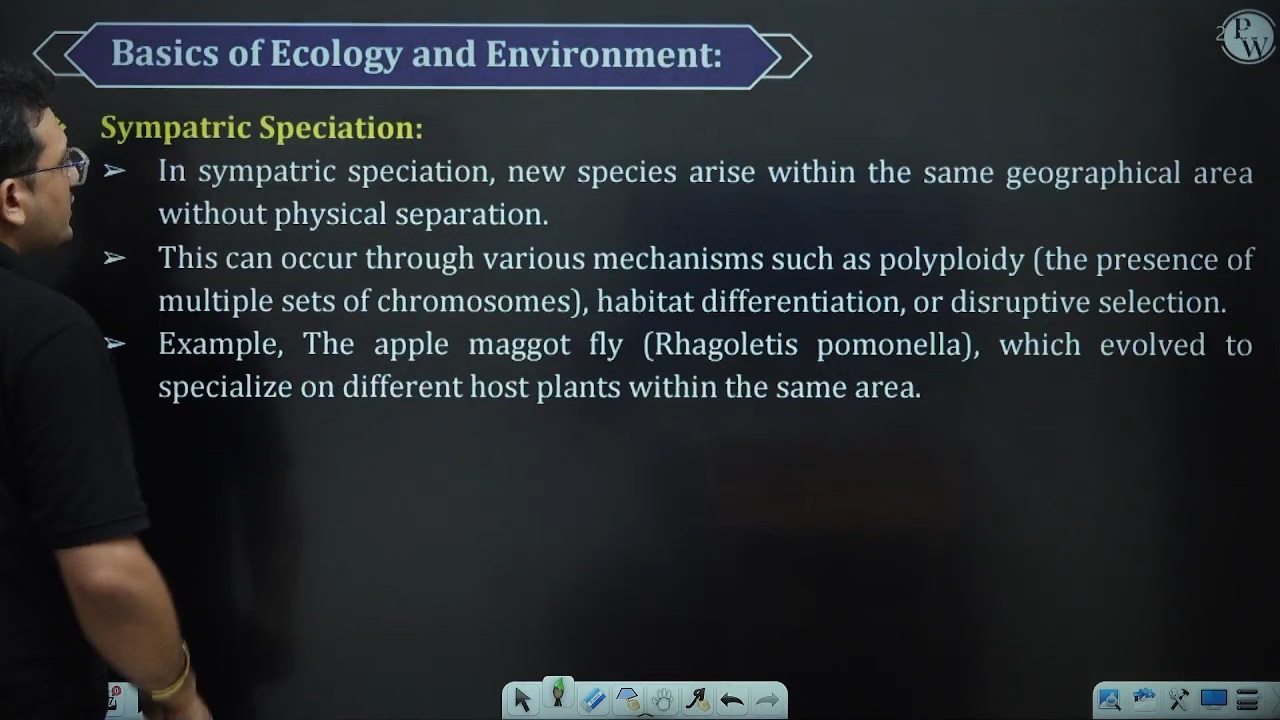 Basics of Ecology and Environment:
2
PW
Sympatric Speciation:
➢ In sympatric speciation, new species arise within the same geographical area
without physical separation.
➢ This can occur through various mechanisms such as polyploidy (the presence of
multiple sets of chromosomes), habitat differentiation, or disruptive selection.
➢ Example, The apple maggot fly (Rhagoletis pomonella), which evolved to
specialize on different host plants within the same area.